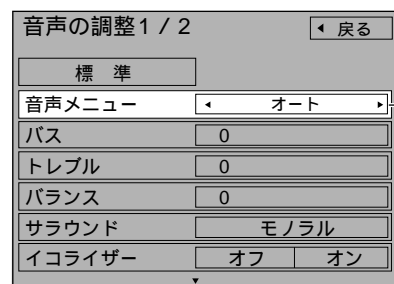 音声の調整1/2 戻る
標 準
音声メニュー オート
バス 0
トレブル 0
バランス 0
サラウンド モノラル
イコライザー オフ オン